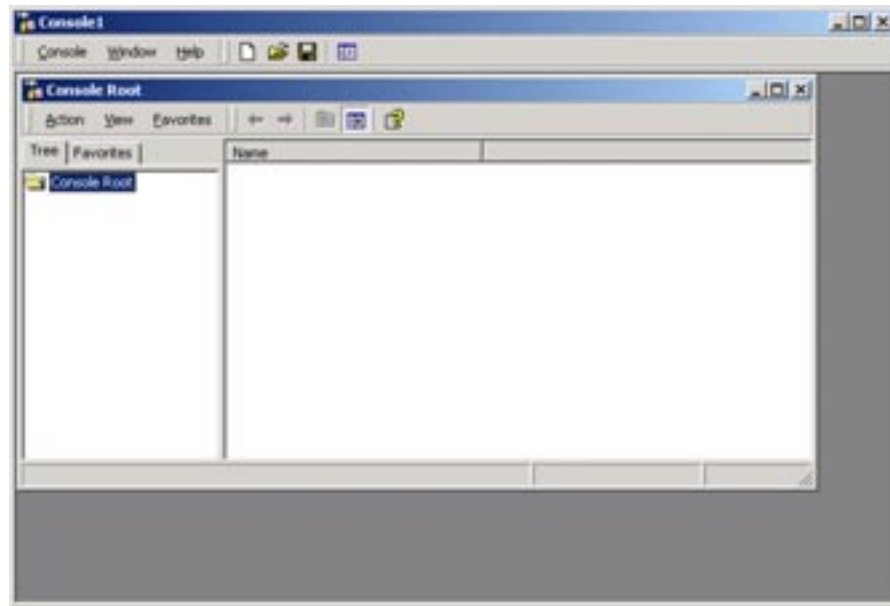 Console1
Console Window Help
Console Root
Action View Favorites
Tree Favorites
Name
Console Root